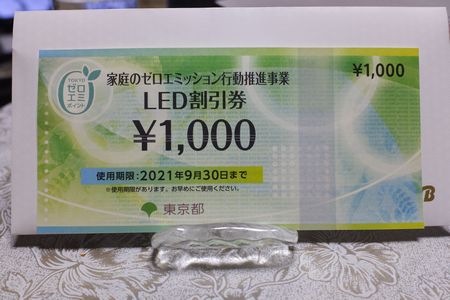 TOKYO
ゼロ
エミ
ポイント
家庭のゼロエミッション行動推進事業
LED割引券
¥1,000
¥1,000
使用期限：2021年9月30日まで
※使用期限があります。お早めにご使用ください。
東京都
B